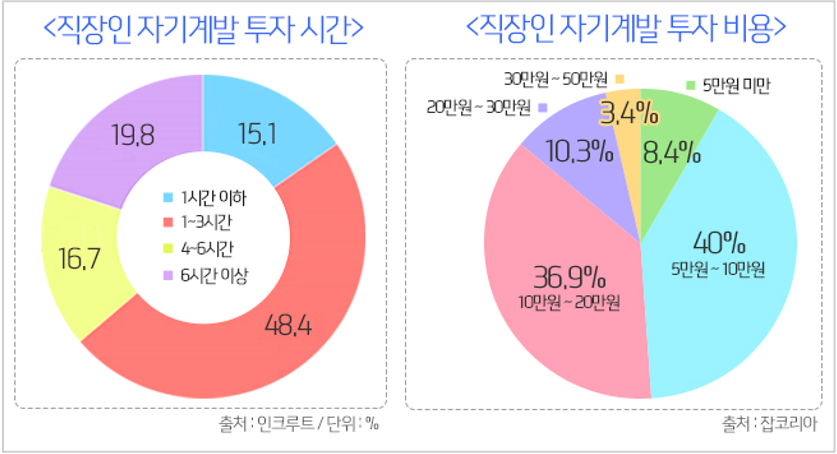 <직장인 자기계발 투자 시간>
15,1
19,8
1시간 이하
1~3시간
4~6시간
6시간 이상
16,7
48,4
출처 : 인크루트 / 단위 : %
<직장인 자기계발 투자 비용>
30만원 ~ 50만원
5만원 미만
20만원 ~ 30만원
3,4%
10,3%
8,4%
40%
5만원 ~ 10만원
36,9%
10만원 ~ 20만원
출처 : 잡코리아